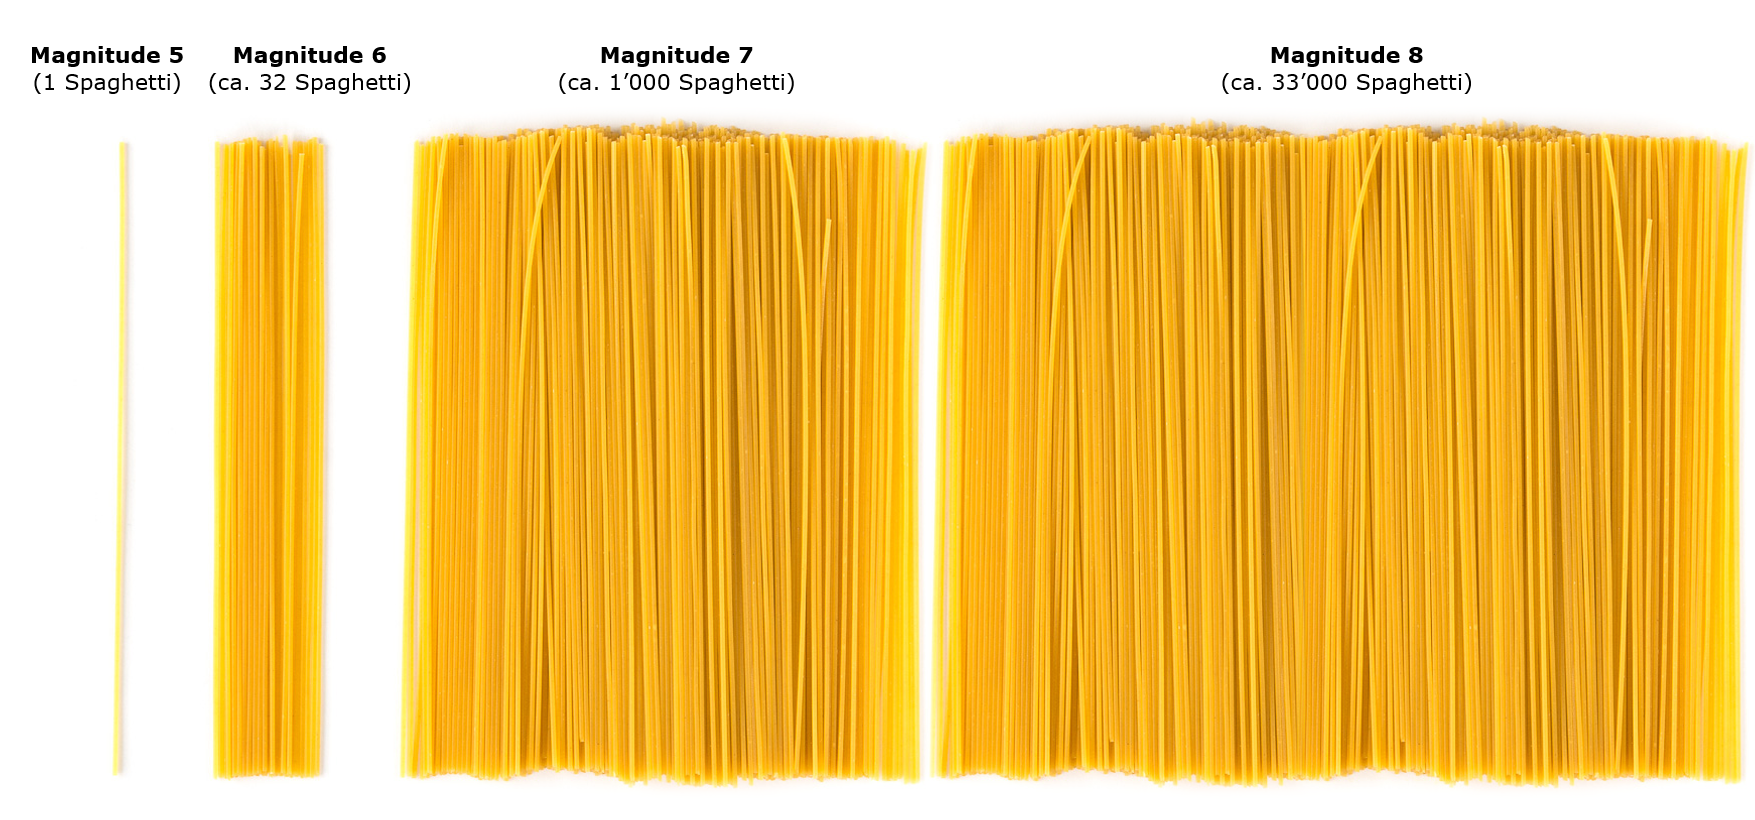 Magnitude 5
(1 Spaghetti)
Magnitude 6
(ca. 32 Spaghetti)
Magnitude 7
(ca. 1’000 Spaghetti)
Magnitude 8
(ca. 33’000 Spaghetti)